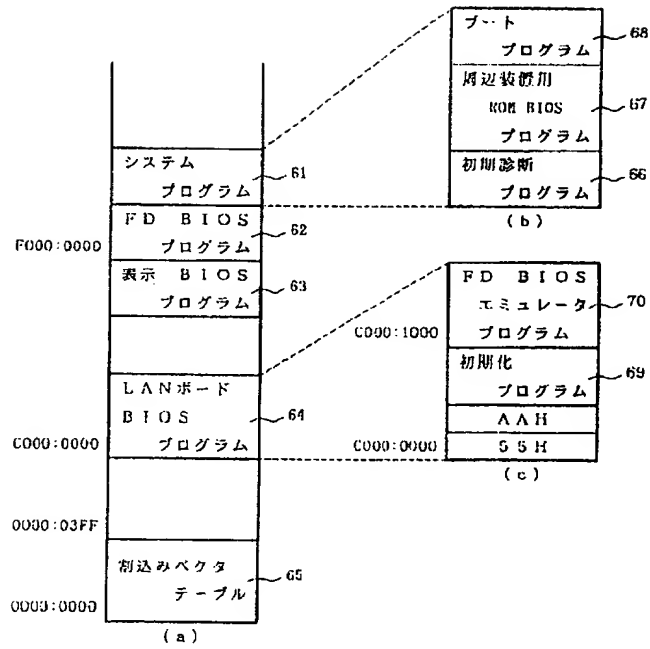 システム
プログラム
61
FD BIOS
プログラム
62
F000:0000
表示 BIOS
プログラム
63
LANボード
BIOS
プログラム
64
C000:0000
0000:03FF
割込みベクタ
テーブル
65
0000:0000
(a)
ブート
プログラム
68
周辺装置用
ROM BIOS
プログラム
67
初期診断
プログラム
66
(b)
FD BIOS
エミュレータ
プログラム
70
C000:1000
初期化
プログラム
69
AAH
C000:0000
55H
(c)